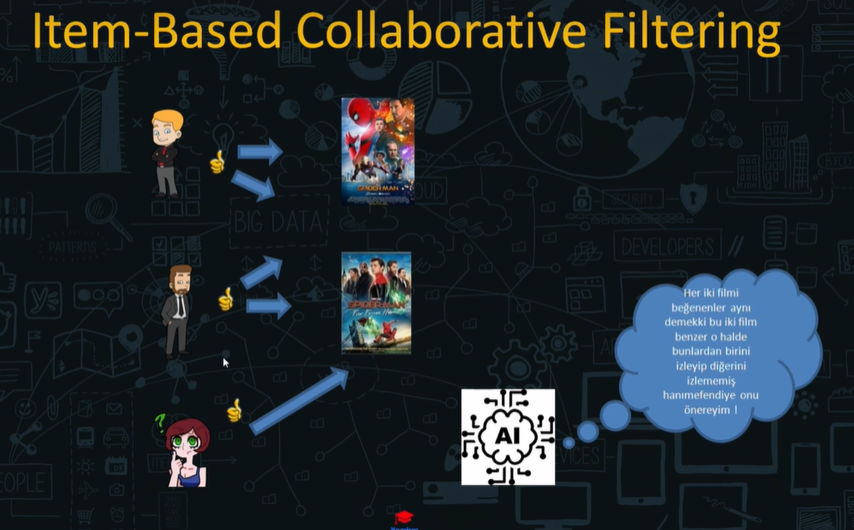 Item-Based Collaborative Filtering
SPIDER-MAN
BIG DATA
PATTERNS
SECURITY
DEVELOPERS
SPIDER-MAN
Far From Home
Her iki filmi
beğenenler aynı
demekki bu iki film
benzer o halde
bunlardan birini
izleyip diğerini
izlememiş
hanımefendiye onu
önereyim !
?
AI